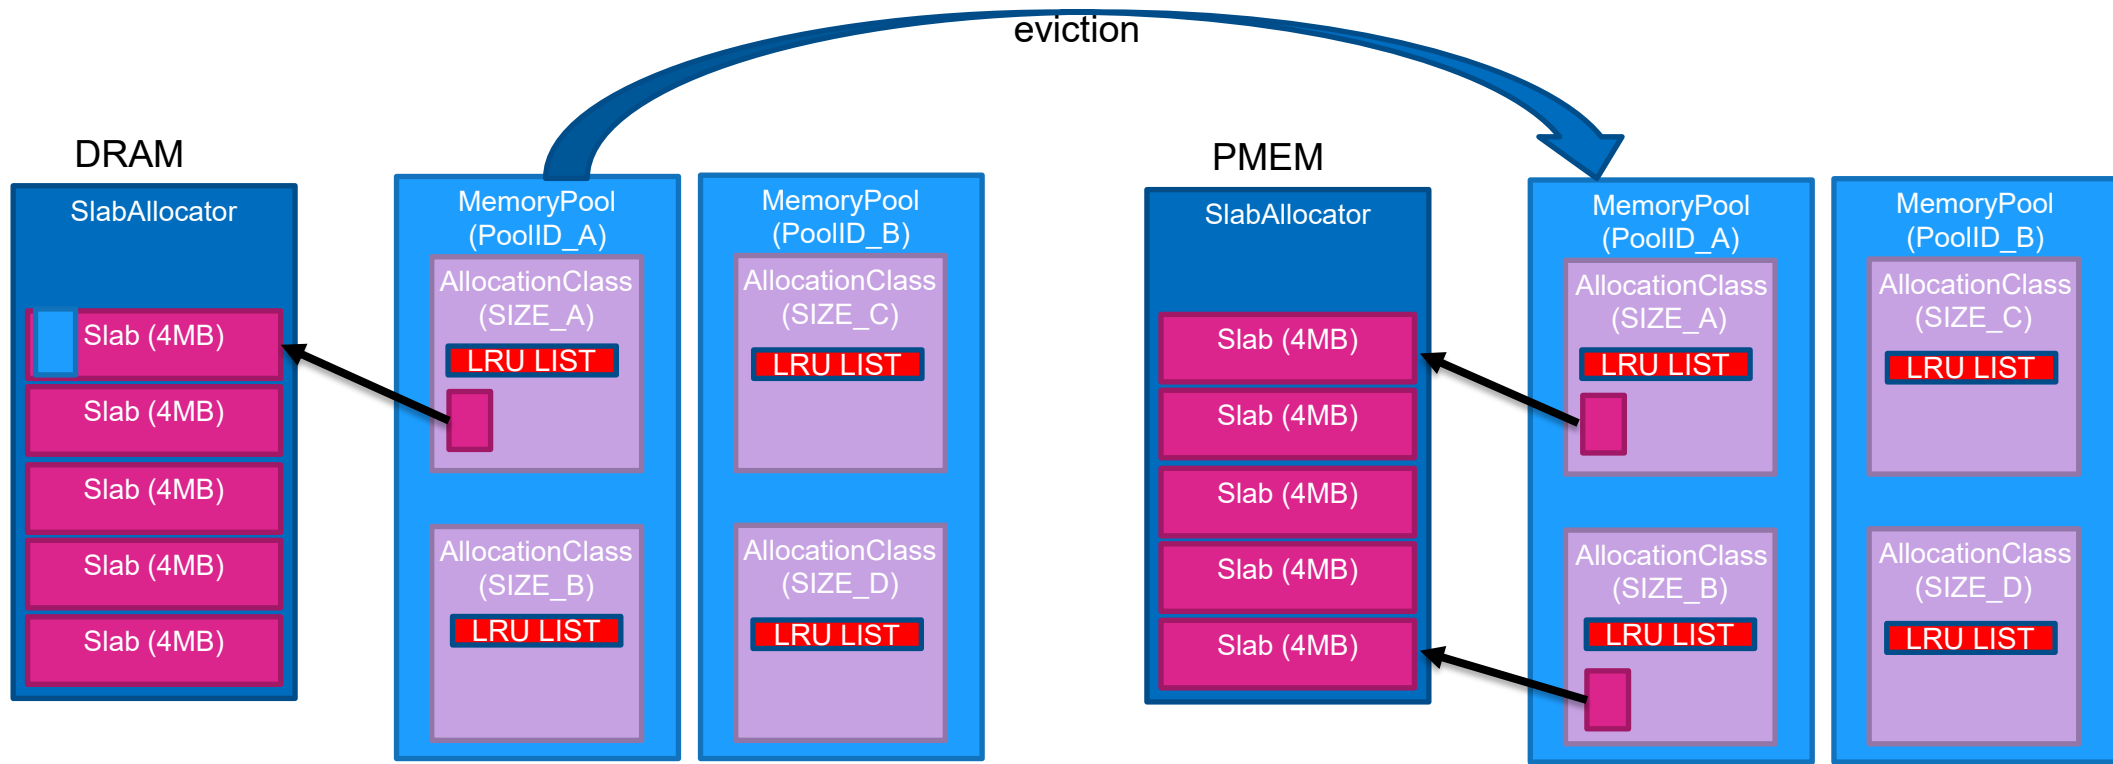 eviction
DRAM
SlabAllocator
Slab (4MB)
Slab (4MB)
Slab (4MB)
Slab (4MB)
Slab (4MB)
MemoryPool
(PoolID_A)
AllocationClass
(SIZE_A)
LRU LIST
AllocationClass
(SIZE_B)
LRU LIST
MemoryPool
(PoolID_B)
AllocationClass
(SIZE_C)
LRU LIST
AllocationClass
(SIZE_D)
LRU LIST
PMEM
SlabAllocator
Slab (4MB)
Slab (4MB)
Slab (4MB)
Slab (4MB)
Slab (4MB)
MemoryPool
(PoolID_A)
AllocationClass
(SIZE_A)
LRU LIST
AllocationClass
(SIZE_B)
LRU LIST
MemoryPool
(PoolID_B)
AllocationClass
(SIZE_C)
LRU LIST
AllocationClass
(SIZE_D)
LRU LIST